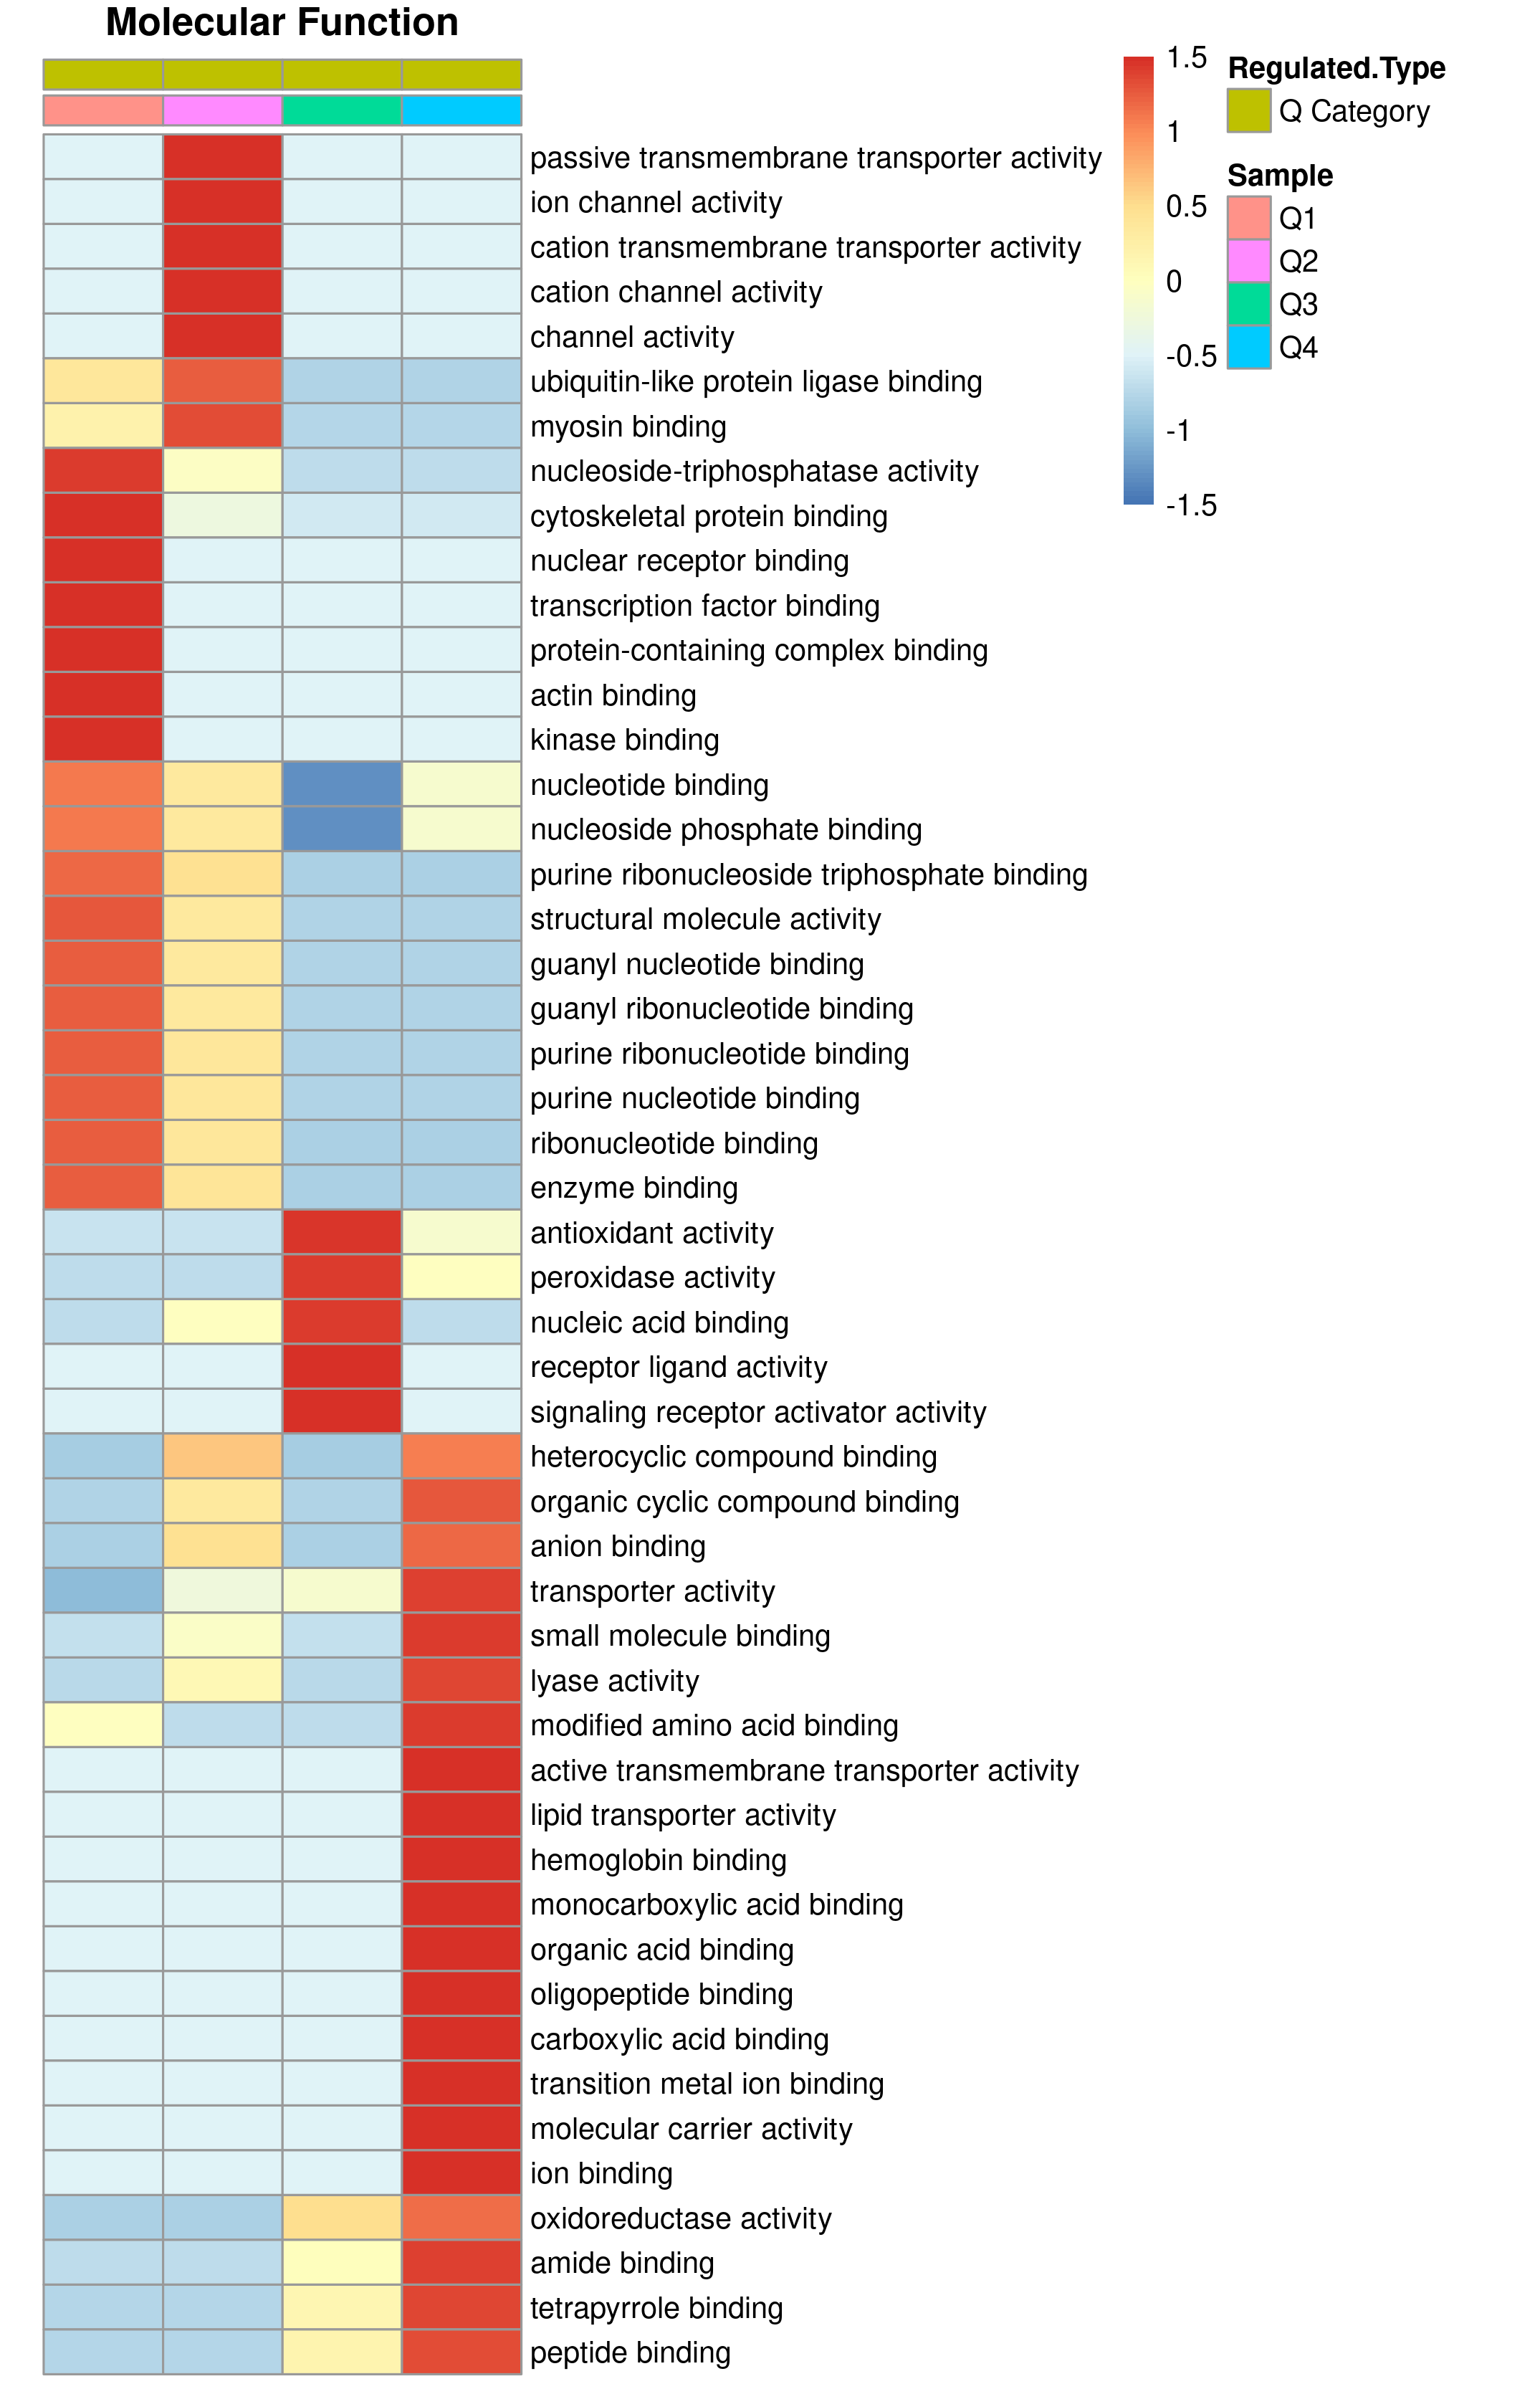 Molecular Function
passive transmembrane transporter activity
ion channel activity
cation transmembrane transporter activity
cation channel activity
channel activity
ubiquitin-like protein ligase binding
myosin binding
nucleoside-triphosphatase activity
cytoskeletal protein binding
nuclear receptor binding
transcription factor binding
protein-containing complex binding
actin binding
kinase binding
nucleotide binding
nucleoside phosphate binding
purine ribonucleoside triphosphate binding
structural molecule activity
guanyl nucleotide binding
guanyl ribonucleotide binding
purine ribonucleotide binding
purine nucleotide binding
ribonucleotide binding
enzyme binding
antioxidant activity
peroxidase activity
nucleic acid binding
receptor ligand activity
signaling receptor activator activity
heterocyclic compound binding
organic cyclic compound binding
anion binding
transporter activity
small molecule binding
lyase activity
modified amino acid binding
active transmembrane transporter activity
lipid transporter activity
hemoglobin binding
monocarboxylic acid binding
organic acid binding
oligopeptide binding
carboxylic acid binding
transition metal ion binding
molecular carrier activity
ion binding
oxidoreductase activity
amide binding
tetrapyrrole binding
peptide binding
1.5
1
0.5
0
-0.5
-1
-1.5
Regulated.Type
Q Category
Sample
Q1
Q2
Q3
Q4